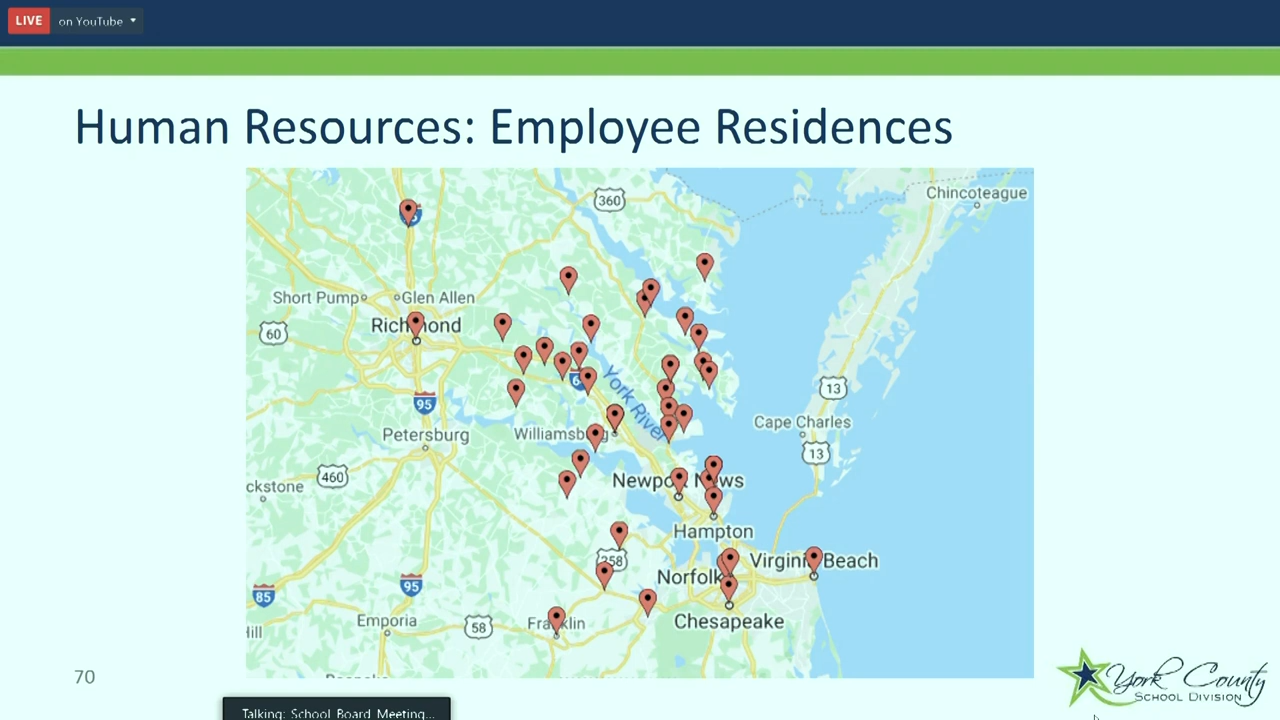 LIVE on YouTube
Human Resources: Employee Residences
Chincoteague
360
Short Pump
Glen Allen
60
Richmond
13
95
York River
Cape Charles
Petersburg
Williamsburg
13
460
ckstone
Newport News
Hampton
258
Virginia Beach
Norfolk
95
85
Emporia
Franklin
Chesapeake
58
70
York County
SCHOOL DIVISION
Talking: School Board Meeting...